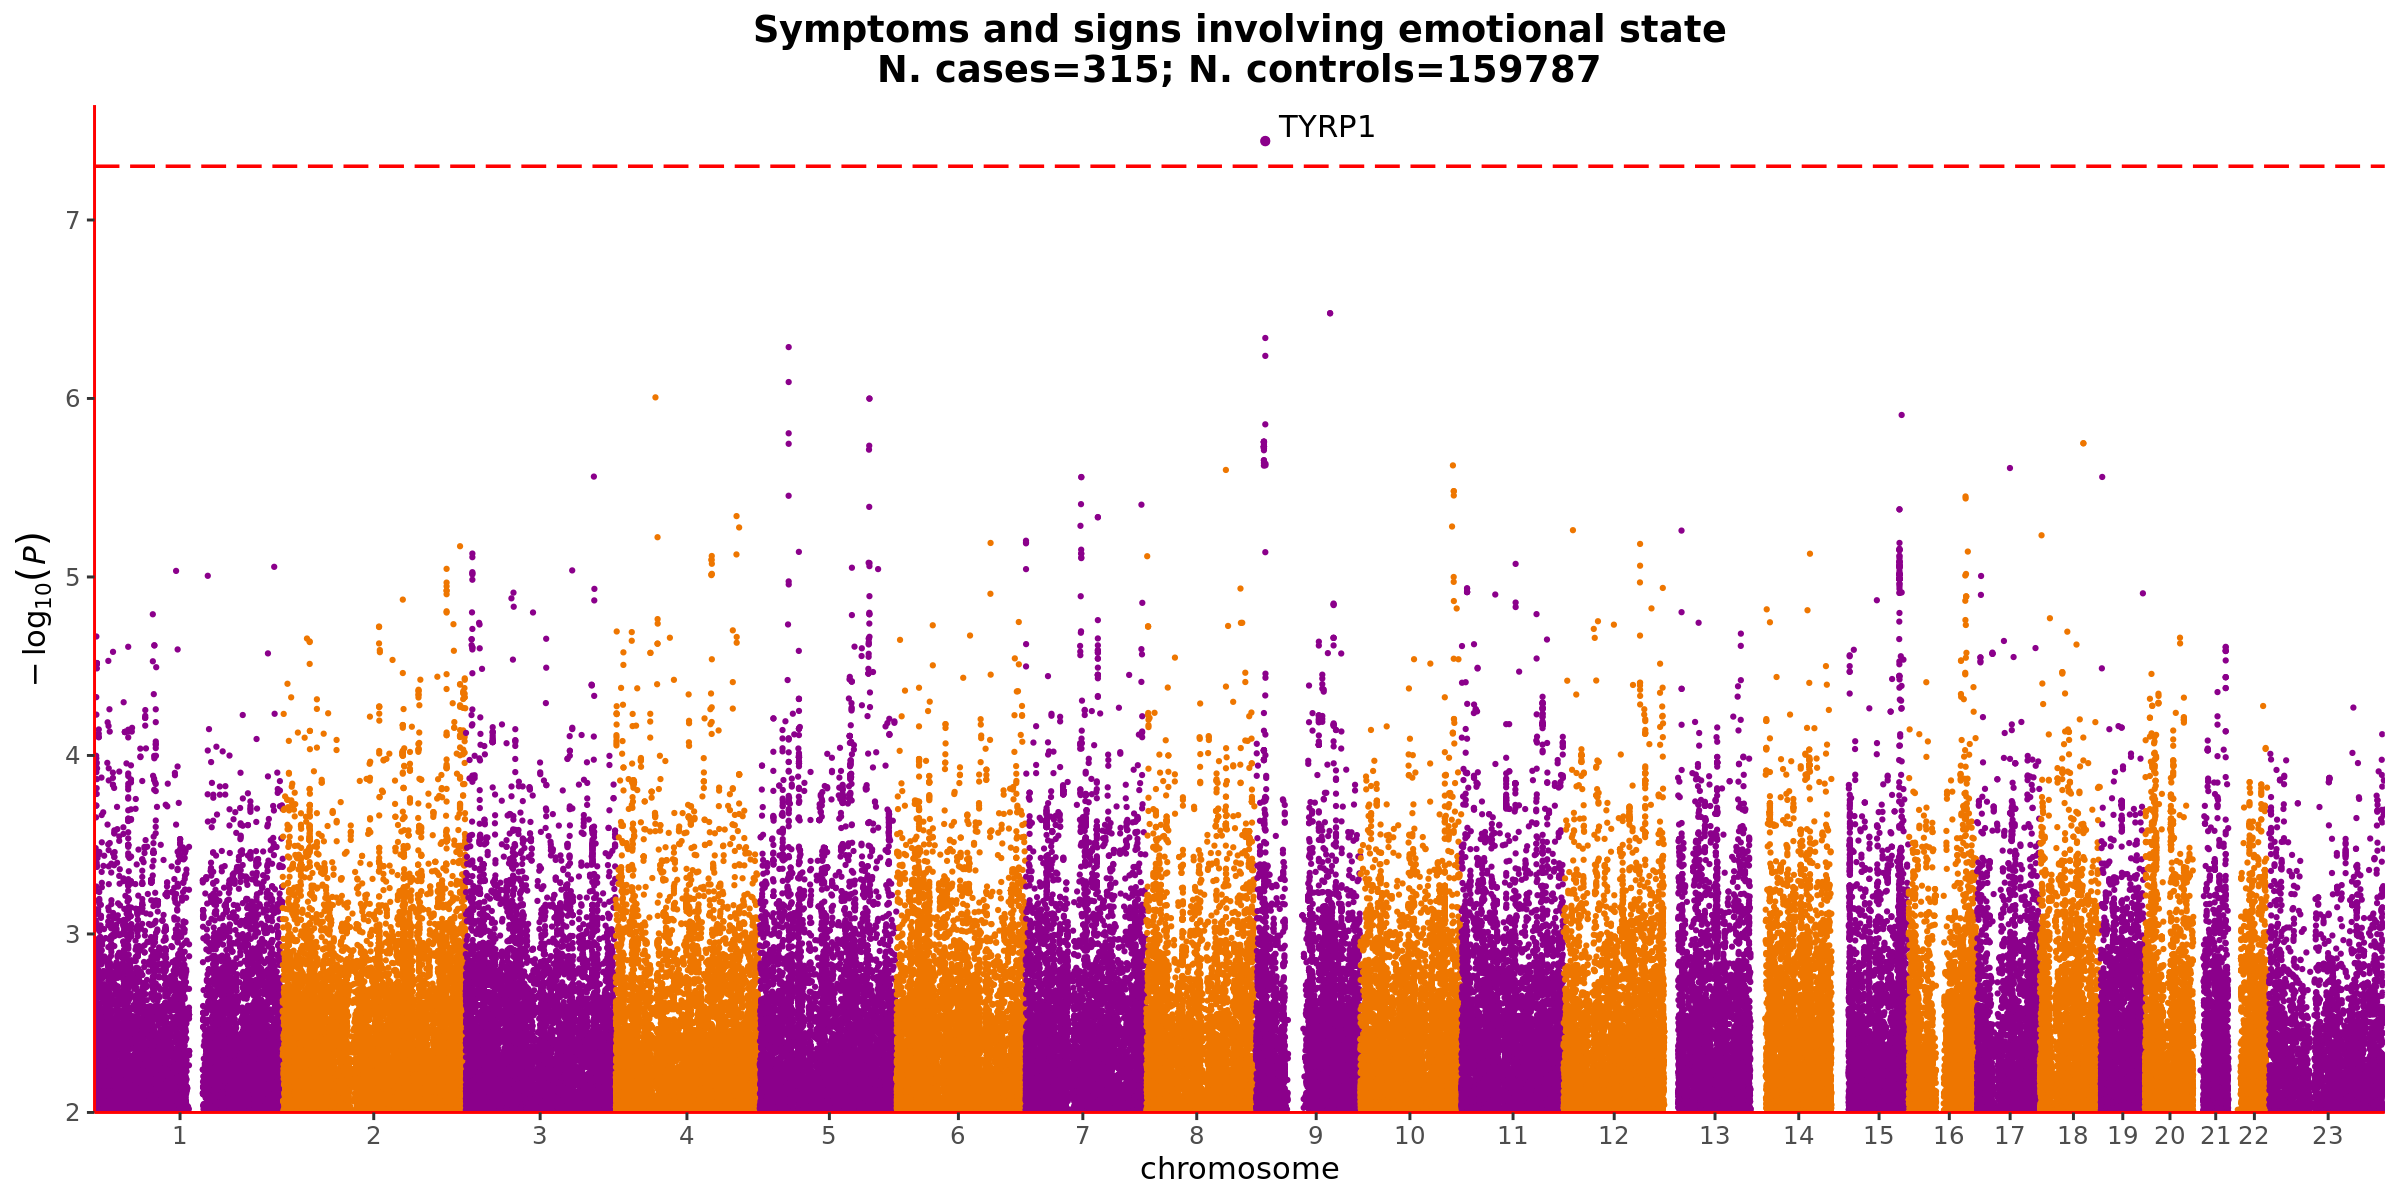 Symptoms and signs involving emotional state
N. cases=315; N. controls=159787
TYRP1
7
6
5
4
3
2
−log10(P)
1 2 3 4 5 6 7 8 9 10 11 12 13 14 15 16 17 18 19 20 21 22 23
chromosome